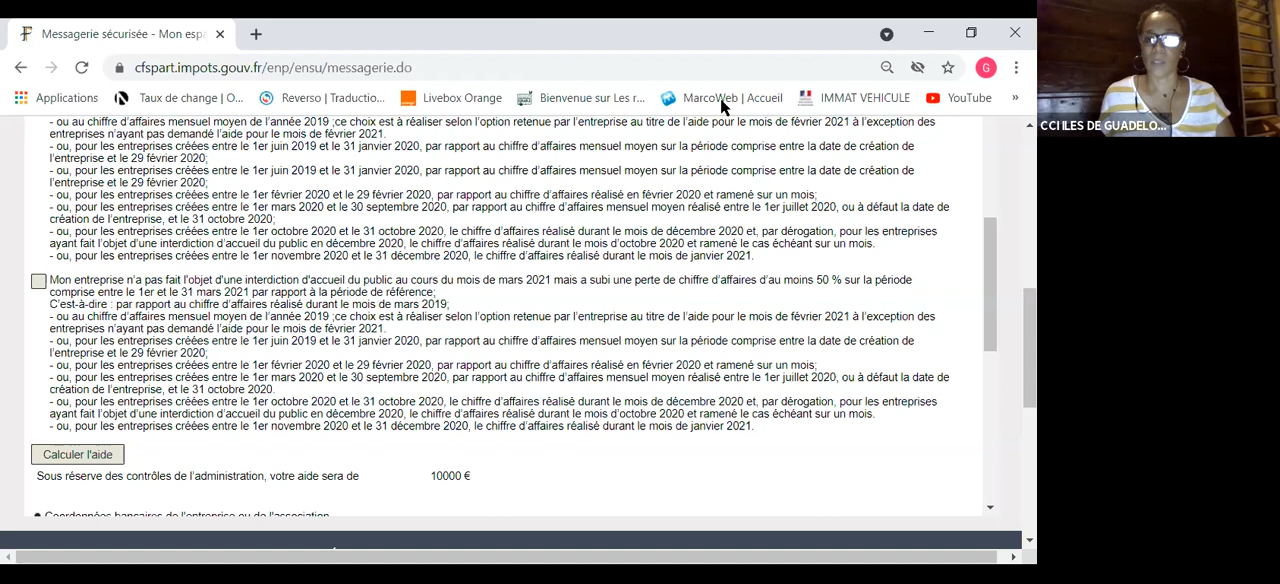 Messagerie sécurisée - Mon esp
cfspart.impots.gouv.fr/enp/ensu/messagerie.do
G
Applications
Taux de change | O...
Reverso | Traductio...
Livebox Orange
Bienvenue sur Les r...
MarcoWeb | Accueil
IMMAT VEHICULE
YouTube
»
CCI ILES DE GUADELO...
- ou au chiffre d'affaires mensuel moyen de l'année 2019 ;ce choix est à réaliser selon l'option retenue par l'entreprise au titre de l'aide pour le mois de février 2021 à l'exception des
entreprises n'ayant pas demandé l'aide pour le mois de février 2021.
- ou, pour les entreprises créées entre le 1er juin 2019 et le 31 janvier 2020, par rapport au chiffre d'affaires mensuel moyen sur la période comprise entre la date de création de
l'entreprise et le 29 février 2020;
- ou, pour les entreprises créées entre le 1er juin 2019 et le 31 janvier 2020, par rapport au chiffre d'affaires mensuel moyen sur la période comprise entre la date de création de
l'entreprise et le 29 février 2020;
- ou, pour les entreprises créées entre le 1er février 2020 et le 29 février 2020, par rapport au chiffre d'affaires réalisé en février 2020 et ramené sur un mois;
- ou, pour les entreprises créées entre le 1er mars 2020 et le 30 septembre 2020, par rapport au chiffre d'affaires mensuel moyen réalisé entre le 1er juillet 2020, ou à défaut la date de
création de l'entreprise, et le 31 octobre 2020;
- ou, pour les entreprises créées entre le 1er octobre 2020 et le 31 octobre 2020, le chiffre d'affaires réalisé durant le mois de décembre 2020 et, par dérogation, pour les entreprises
ayant fait l'objet d'une interdiction d'accueil du public en décembre 2020, le chiffre d'affaires réalisé durant le mois d'octobre 2020 et ramené le cas échéant sur un mois.
- ou, pour les entreprises créées entre le 1er novembre 2020 et le 31 décembre 2020, le chiffre d'affaires réalisé durant le mois de janvier 2021.
Mon entreprise n'a pas fait l'objet d'une interdiction d'accueil du public au cours du mois de mars 2021 mais a subi une perte de chiffre d'affaires d'au moins 50 % sur la période
comprise entre le 1er et le 31 mars 2021 par rapport à la période de référence;
C'est-à-dire : par rapport au chiffre d'affaires réalisé durant le mois de mars 2019;
- ou au chiffre d'affaires mensuel moyen de l'année 2019 ;ce choix est à réaliser selon l'option retenue par l'entreprise au titre de l'aide pour le mois de février 2021 à l'exception des
entreprises n'ayant pas demandé l'aide pour le mois de février 2021.
- ou, pour les entreprises créées entre le 1er juin 2019 et le 31 janvier 2020, par rapport au chiffre d'affaires mensuel moyen sur la période comprise entre la date de création de
l'entreprise et le 29 février 2020;
- ou, pour les entreprises créées entre le 1er février 2020 et le 29 février 2020, par rapport au chiffre d'affaires réalisé en février 2020 et ramené sur un mois;
- ou, pour les entreprises créées entre le 1er mars 2020 et le 30 septembre 2020, par rapport au chiffre d'affaires mensuel moyen réalisé entre le 1er juillet 2020, ou à défaut la date de
création de l'entreprise, et le 31 octobre 2020.
- ou, pour les entreprises créées entre le 1er octobre 2020 et le 31 octobre 2020, le chiffre d'affaires réalisé durant le mois de décembre 2020 et, par dérogation, pour les entreprises
ayant fait l'objet d'une interdiction d'accueil du public en décembre 2020, le chiffre d'affaires réalisé durant le mois d'octobre 2020 et ramené le cas échéant sur un mois.
- ou, pour les entreprises créées entre le 1er novembre 2020 et le 31 décembre 2020, le chiffre d'affaires réalisé durant le mois de janvier 2021.
Calculer l'aide
Sous réserve des contrôles de l'administration, votre aide sera de 10000 €
● Coordonnées bancaires de l'entreprise ou de l'association